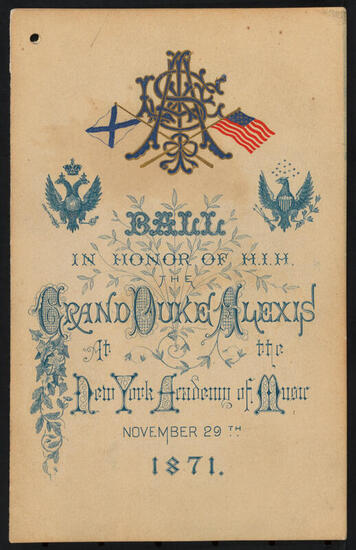 BALL
IN HONOR OF H.I.H.
THE
GRAND DUKE ALEXIS
At the
New York Academy of Music
NOVEMBER 29TH
1871.